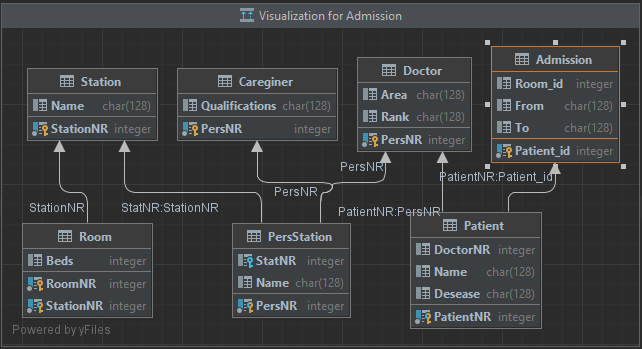 Visualization for Admission
Station
Name char(128)
StationNR integer
Careginer
Qualifications char(128)
PersNR integer
Doctor
Area char(128)
Rank char(128)
PersNR integer
Admission
Room_id integer
From char(128)
To char(128)
Patient_id integer
StationNR
StatNR:StationNR
PersNR
PersNR
PatientNR:PersNR
PatientNR:Patient_id
Room
Beds integer
RoomNR integer
StationNR integer
PersStation
StatNR integer
Name char(128)
PersNR integer
Patient
DoctorNR integer
Name char(128)
Desease char(128)
PatientNR integer
Powered by yFiles